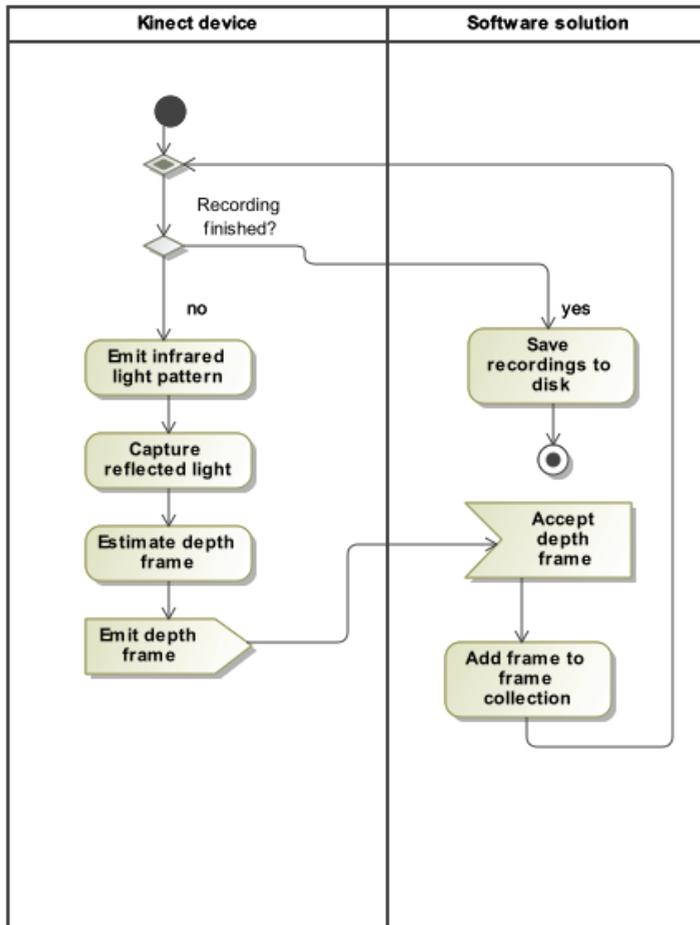 Kinect device
Software solution
Recording
finished?
no
yes
Emit infrared
light pattern
Save
recordings to
disk
Capture
reflected light
Estimate depth
frame
Accept
depth
frame
Emit depth
frame
Add frame to
frame
collection